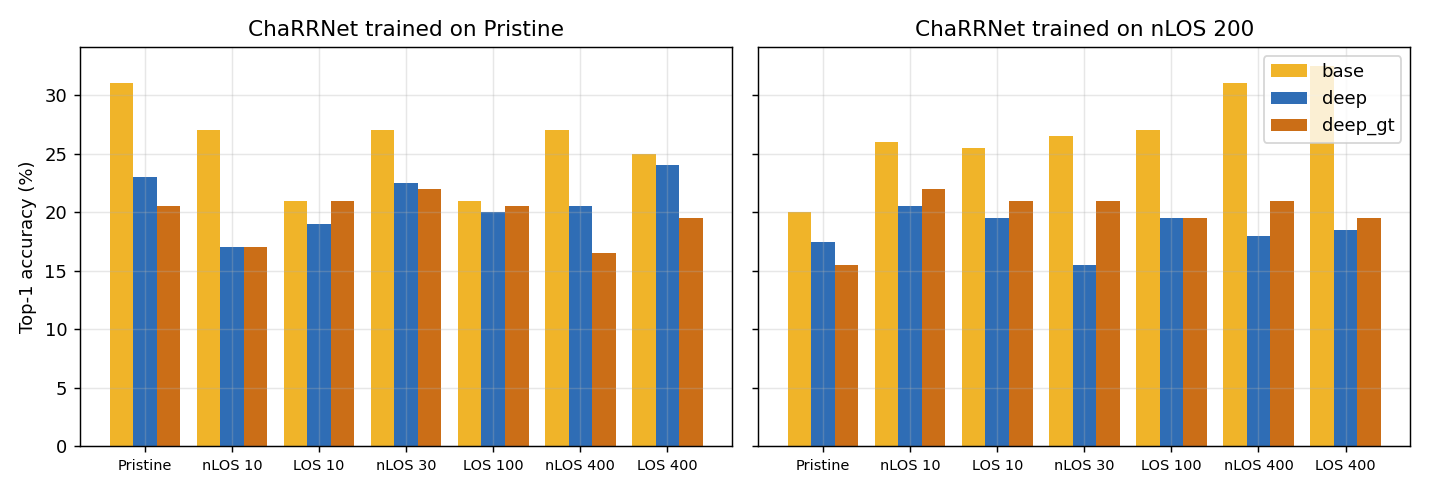 ChaRRNet trained on Pristine
Top-1 accuracy (%)
30
25
20
15
10
5
0
Pristine
nLOS 10
LOS 10
nLOS 30
LOS 100
nLOS 400
LOS 400
ChaRRNet trained on nLOS 200
base
deep
deep_gt
Pristine
nLOS 10
LOS 10
nLOS 30
LOS 100
nLOS 400
LOS 400